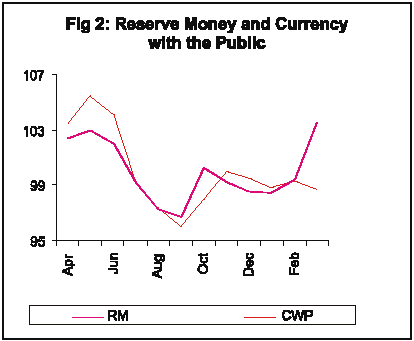 Fig 2: Reserve Money and Currency
with the Public
107
103
99
95
Apr
Jun
Aug
Oct
Dec
Feb
RM
CWP